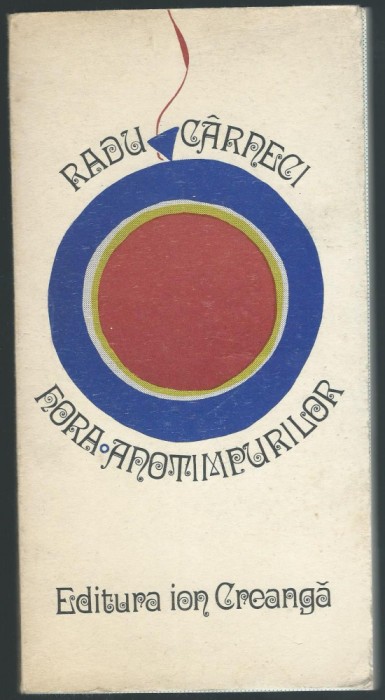 RADU CÂRNECI
HORA ANOTIMPURILOR
Editura ion Creangă